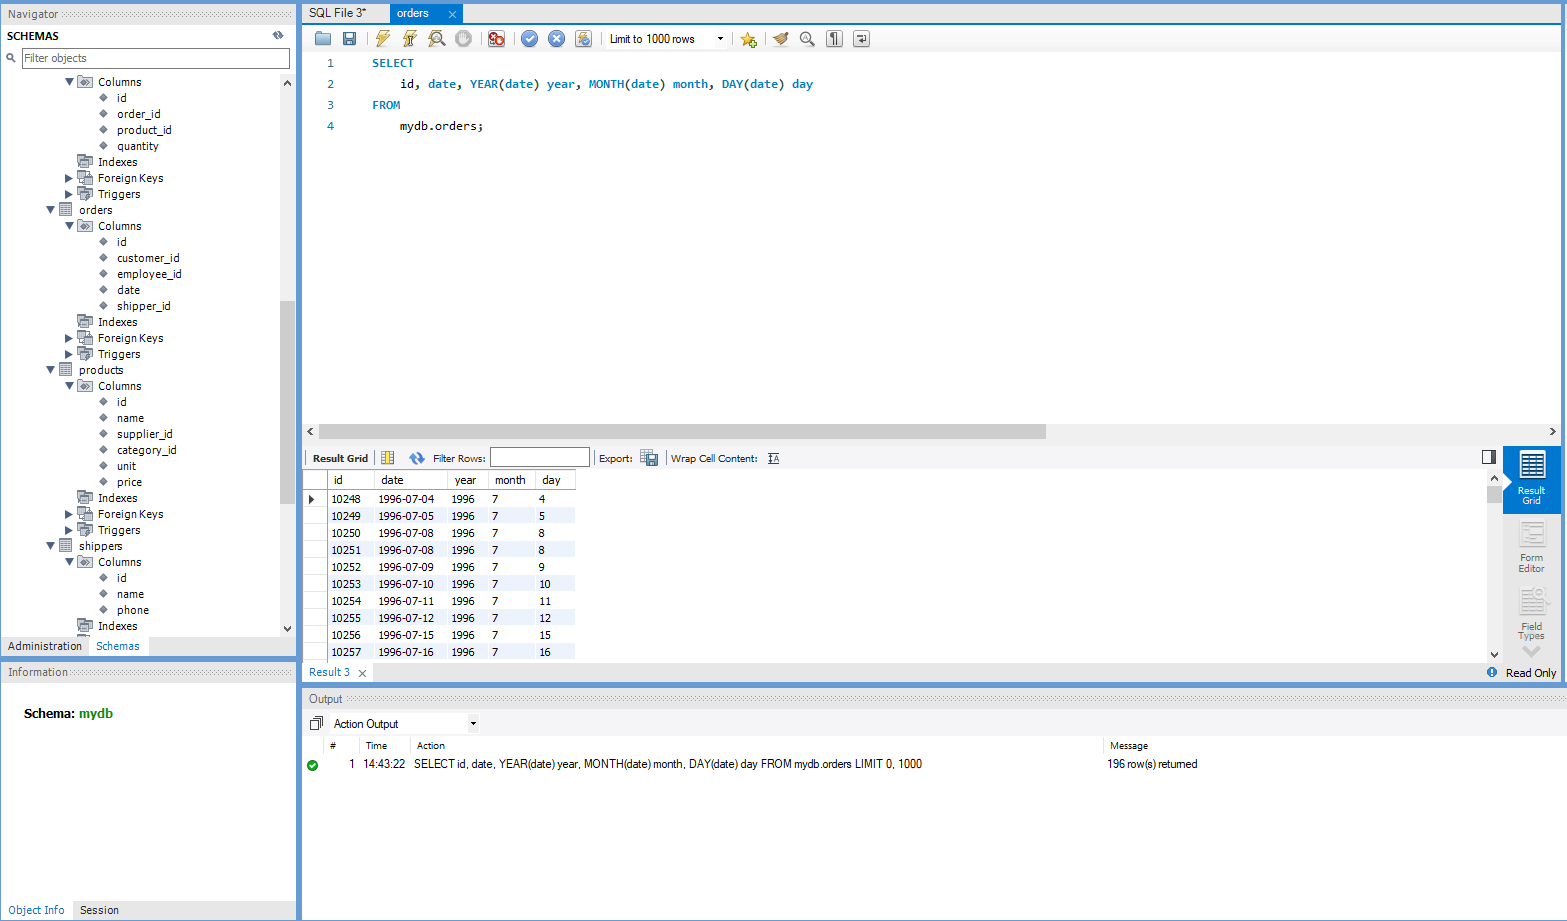 Navigator
SCHEMAS
Filter objects
Columns
id
order_id
product_id
quantity
Indexes
Foreign Keys
Triggers
orders
Columns
id
customer_id
employee_id
date
shipper_id
Indexes
Foreign Keys
Triggers
products
Columns
id
name
supplier_id
category_id
unit
price
Indexes
Foreign Keys
Triggers
shippers
Columns
id
name
phone
Indexes
Administration Schemas
Information
Schema: mydb
Object Info Session
SQL File 3* orders
Limit to 1000 rows
1 SELECT
2 id, date, YEAR(date) year, MONTH(date) month, DAY(date) day
3 FROM
4 mydb.orders;
Result Grid Filter Rows: Export: Wrap Cell Content:
id date year month day
10248 1996-07-04 1996 7 4
10249 1996-07-05 1996 7 5
10250 1996-07-08 1996 7 8
10251 1996-07-08 1996 7 8
10252 1996-07-09 1996 7 9
10253 1996-07-10 1996 7 10
10254 1996-07-11 1996 7 11
10255 1996-07-12 1996 7 12
10256 1996-07-15 1996 7 15
10257 1996-07-16 1996 7 16
Result
Grid
Form
Editor
Field
Types
Result 3 Read Only
Output
Action Output
# Time Action Message
1 14:43:22 SELECT id, date, YEAR(date) year, MONTH(date) month, DAY(date) day FROM mydb.orders LIMIT 0, 1000 196 row(s) returned